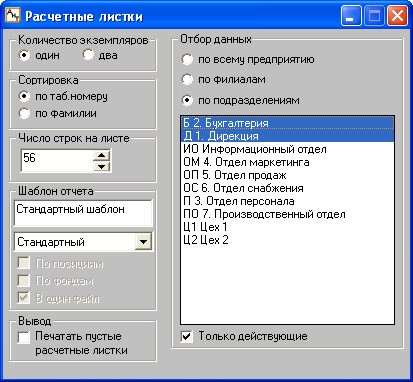 Расчетные листки
Количество экземпляров
один два
Сортировка
по таб.номеру
по фамилии
Число строк на листе
56
Шаблон отчета
Стандартный шаблон
Стандартный
По позициям
По фондам
В один файл
Вывод
Печатать пустые
расчетные листки
Отбор данных
по всему предприятию
по филиалам
по подразделениям
Б 2. Бухгалтерия
Д 1. Дирекция
ИО Информационный отдел
ОМ 4. Отдел маркетинга
ОП 5. Отдел продаж
ОС 6. Отдел снабжения
П 3. Отдел персонала
ПО 7. Производственный отдел
Ц1 Цех 1
Ц2 Цех 2
Только действующие